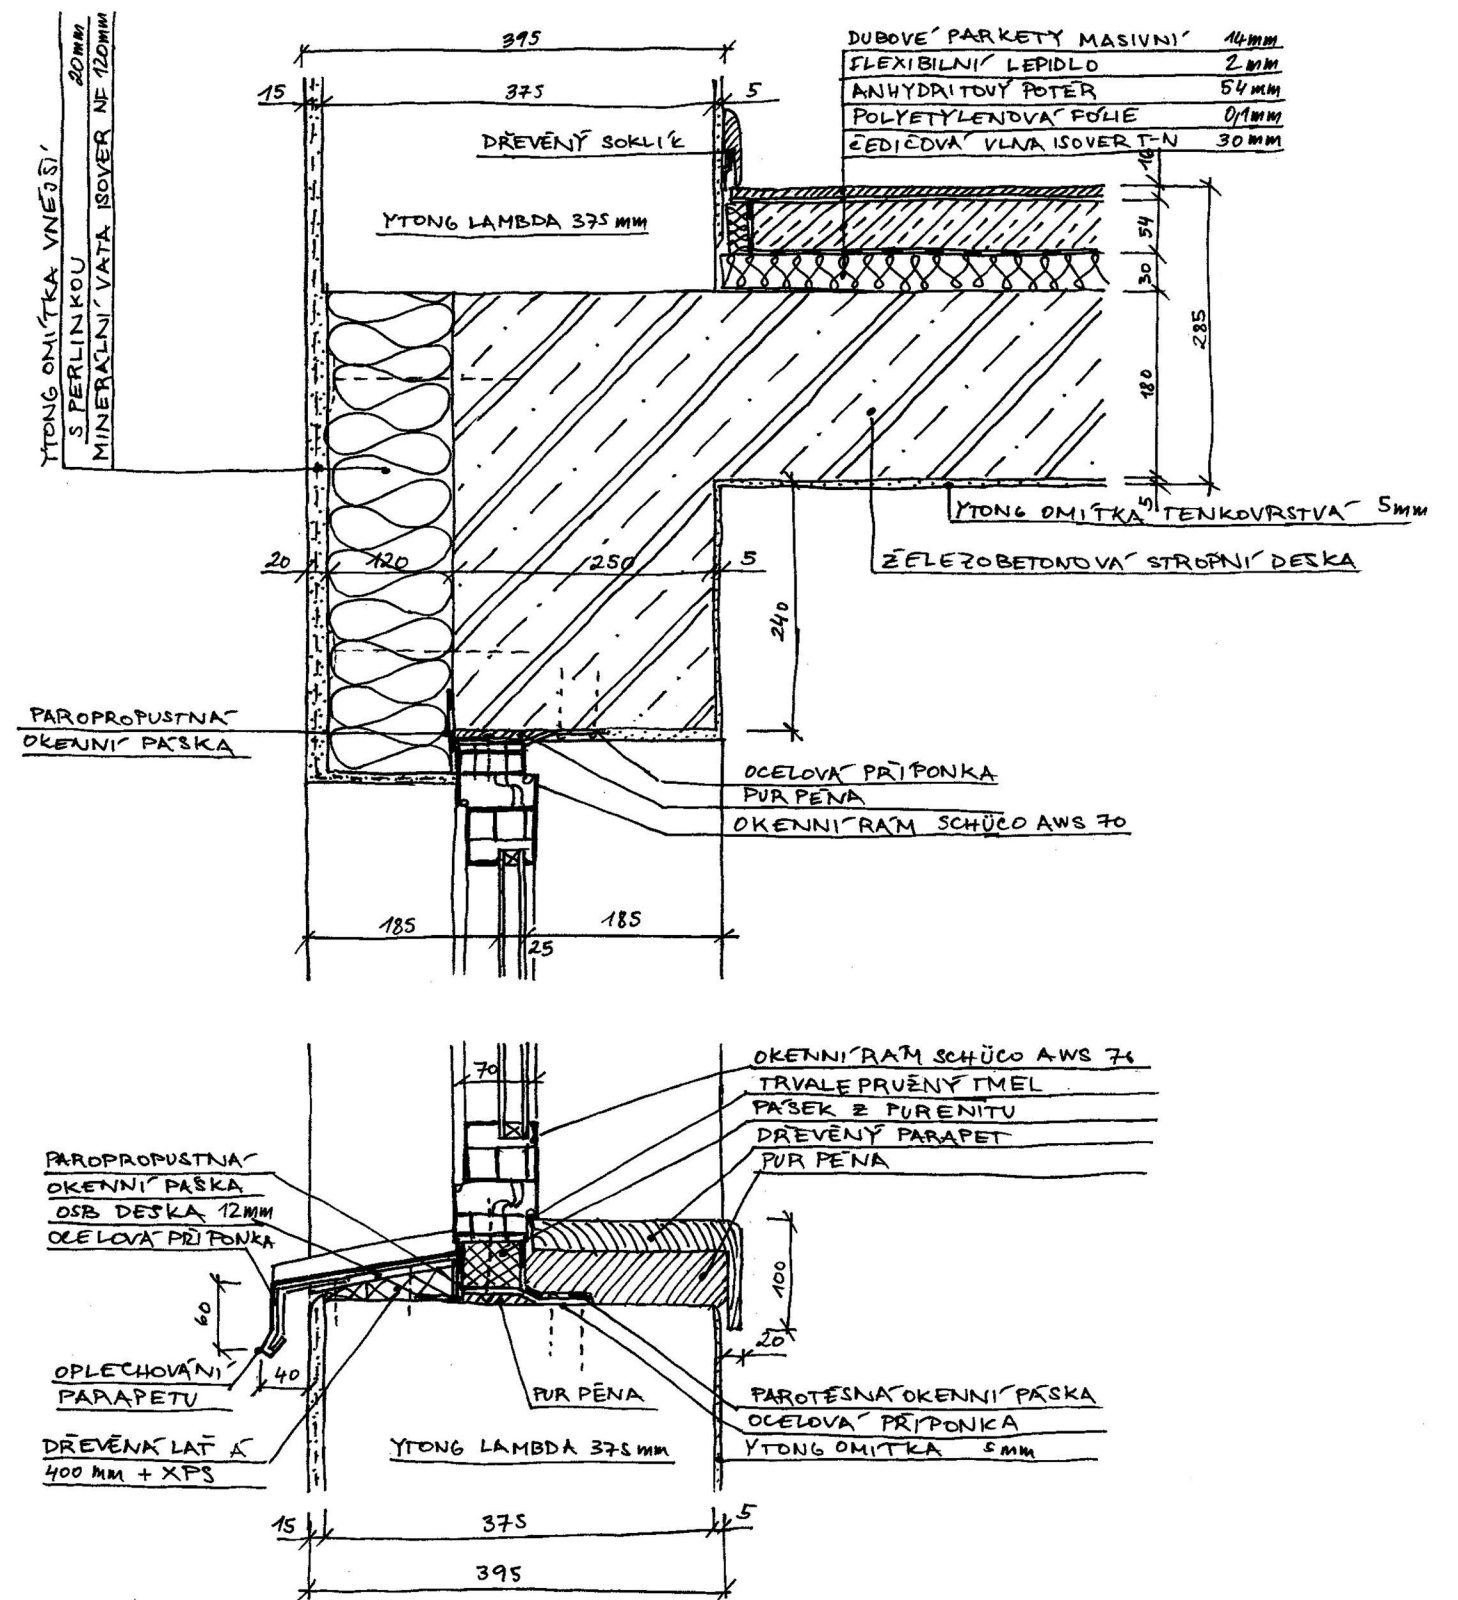 395
15 375 5
DUBOVÉ PARKETY MASIVNÍ 14mm
FLEXIBILNÍ LEPIDLO 2mm
ANHYDRITOVÝ POTĚR 54mm
POLYETYLENOVÁ FÓLIE 0,1mm
ČEDIČOVÁ VLNA ISOVER T-N 30mm
DŘEVĚNÝ SOKLÍK
YTONG LAMBDA 375mm
YTONG OMÍTKA VNĚJŠÍ
S PERLINKOU 20mm
MINERÁLNÍ VATA ISOVER NF 120mm
16
54
30
180
5
285
YTONG OMÍTKA TENKOVRSTVÁ 5mm
ŽELEZOBETONOVÁ STROPNÍ DESKA
20 120 250 5
240
PAROPROPUSTNÁ
OKENNÍ PÁSKA
OCELOVÁ PŘÍPONKA
PUR PĚNA
OKENNÍ RÁM SCHÜCO AWS 70
185 25 185
70
OKENNÍ RÁM SCHÜCO AWS 76
TRVALE PRUŽNÝ TMEL
PÁSEK Z PURENITU
DŘEVĚNÝ PARAPET
PUR PĚNA
PAROPROPUSTNÁ
OKENNÍ PÁSKA
OSB DESKA 12mm
OCELOVÁ PŘÍPONKA
60
40
100
20
OPLECHOVÁNÍ
PARAPETU
PUR PĚNA
PAROTĚSNÁ OKENNÍ PÁSKA
OCELOVÁ PŘÍPONKA
YTONG OMÍTKA 5mm
DŘEVĚNÁ LAŤ Á
400 mm + XPS
YTONG LAMBDA 375mm
15 375 5
395